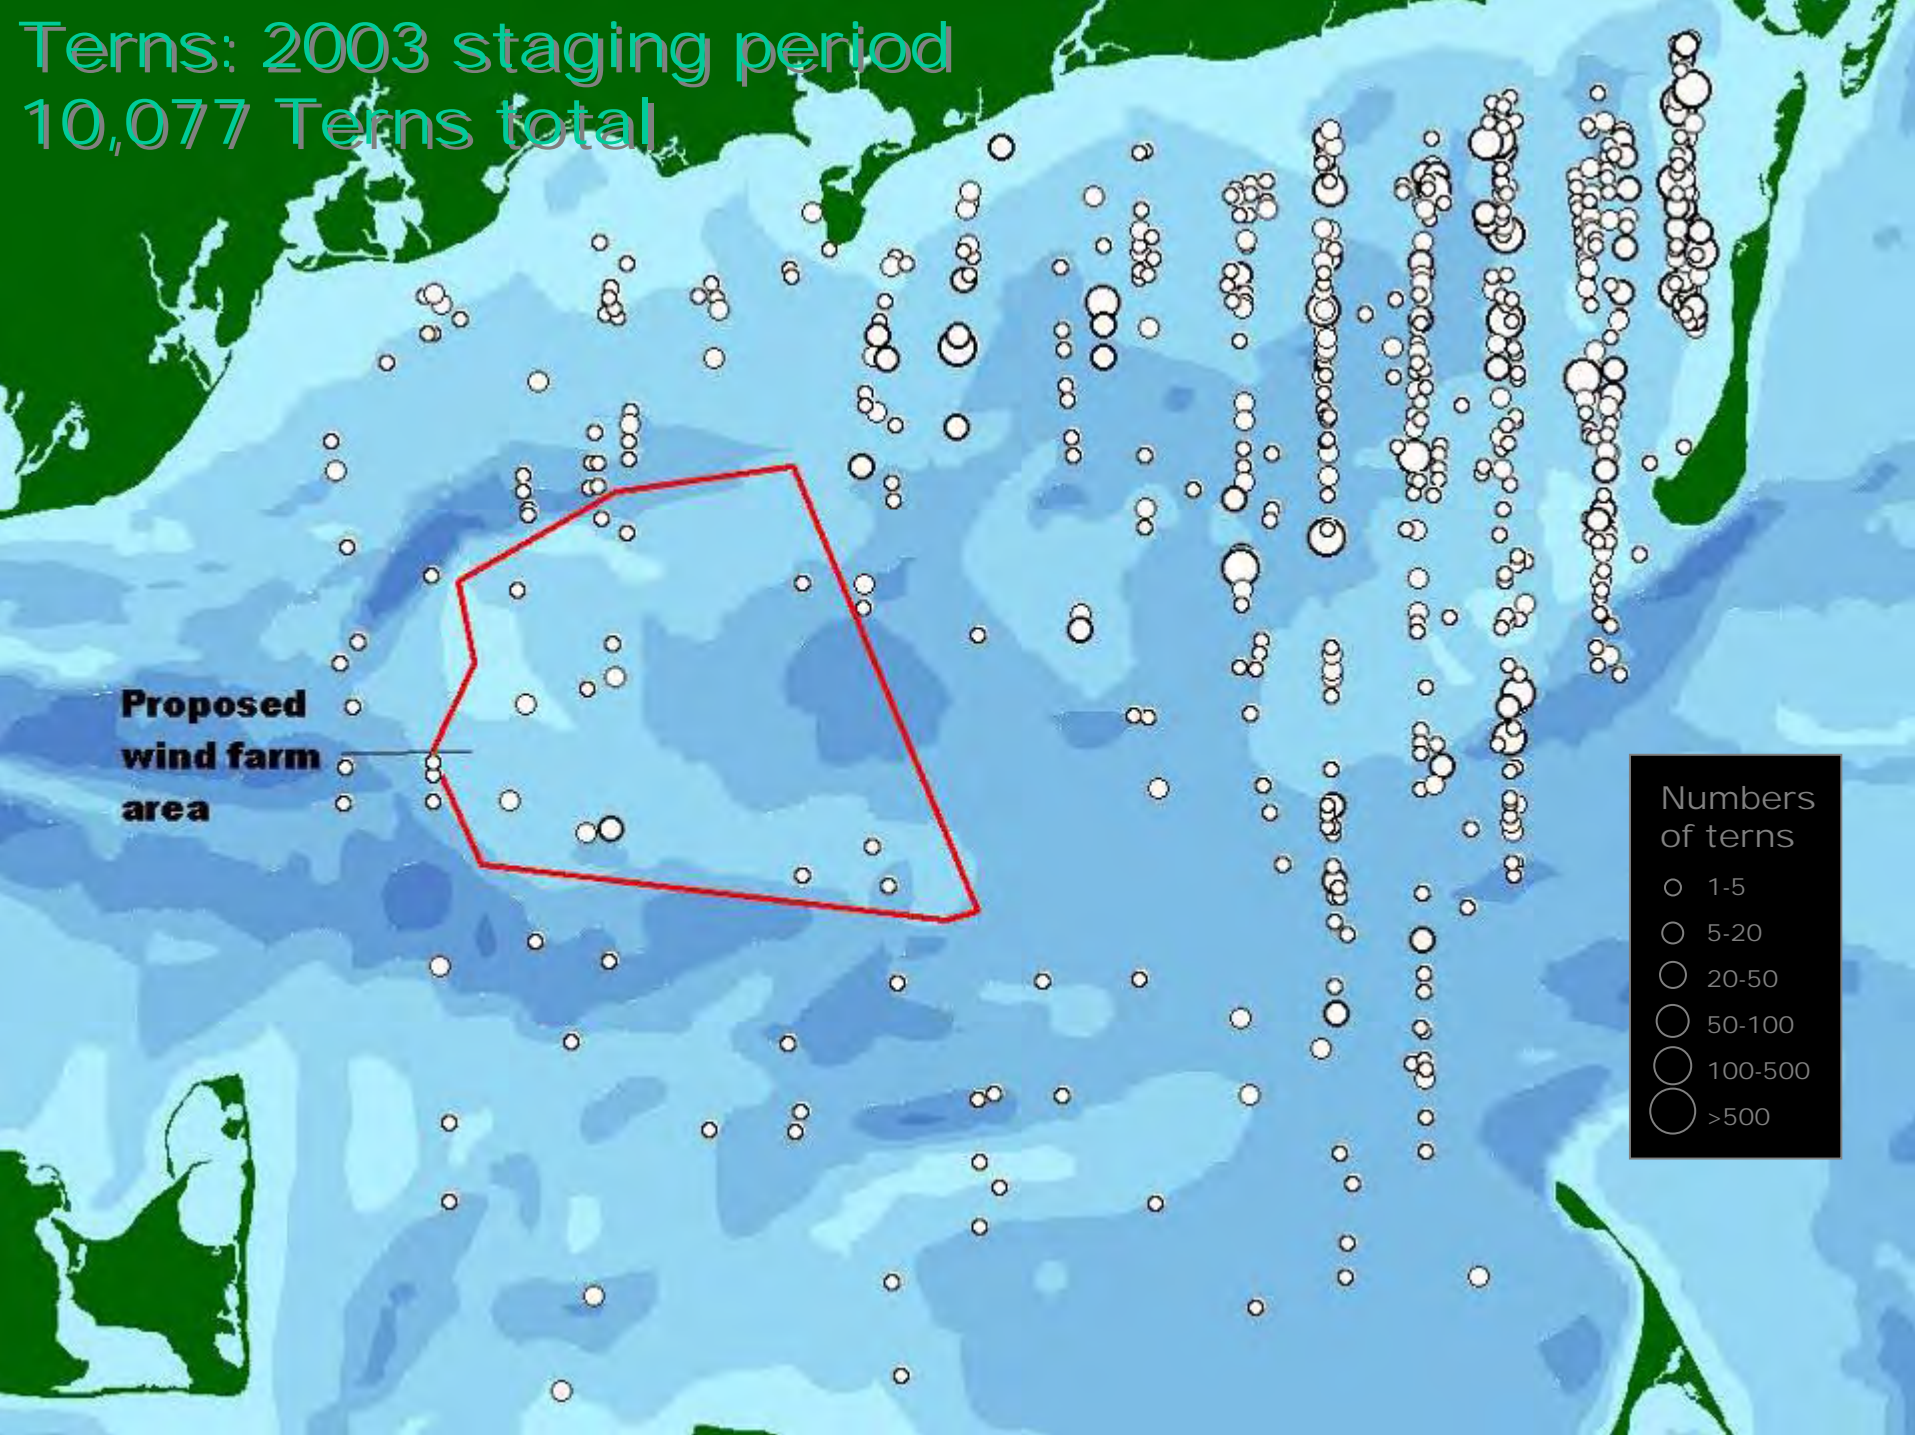 Terns: 2003 staging period
10,077 Terns total
Proposed
wind farm
area
Numbers
of terns
1-5
5-20
20-50
50-100
100-500
>500